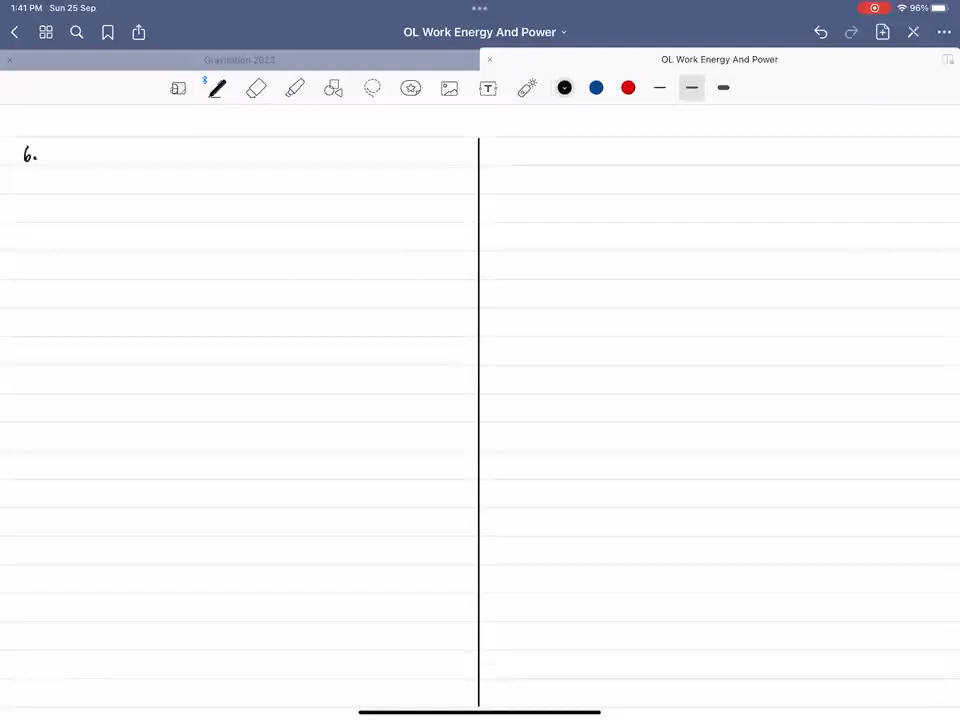 1:41 PM Sun 25 Sep
96%
OL Work Energy And Power
Gravitation 2023
OL Work Energy And Power
T
6.